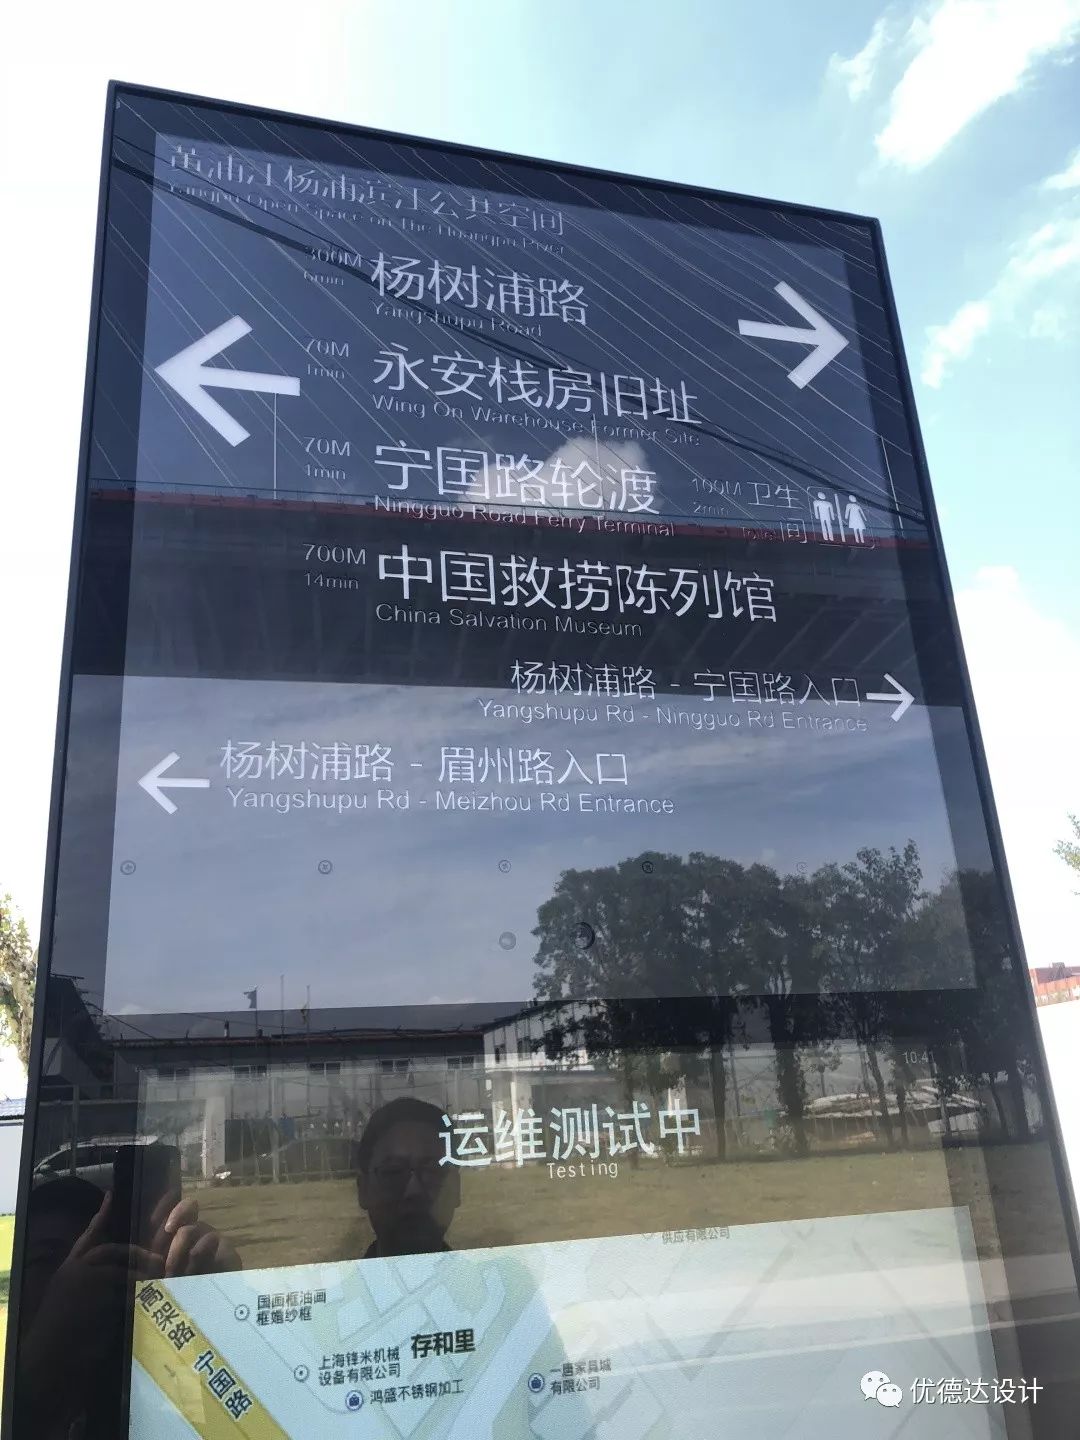 黄浦江杨浦滨江公共空间
Yangpu Open Space on The Huangpu River
300M 杨树浦路
6min Yangshupu Road
70M 永安栈房旧址
1min Wing On Warehouse Former Site
70M 宁国路轮渡
1min Ningguo Road Ferry Terminal
100M 卫生间
2min Toilet
700M 中国救捞陈列馆
14min China Salvation Museum
杨树浦路 - 宁国路入口
Yangshupu Rd - Ningguo Rd Entrance
杨树浦路 - 眉州路入口
Yangshupu Rd - Meizhou Rd Entrance
10:41
运维测试中
Testing
供应有限公司
高架路 宁国路
国画框油画
框婚纱框
存和里
上海锋米机械
设备有限公司
鸿盛不锈钢加工
一唐家具城
有限公司
优德达设计